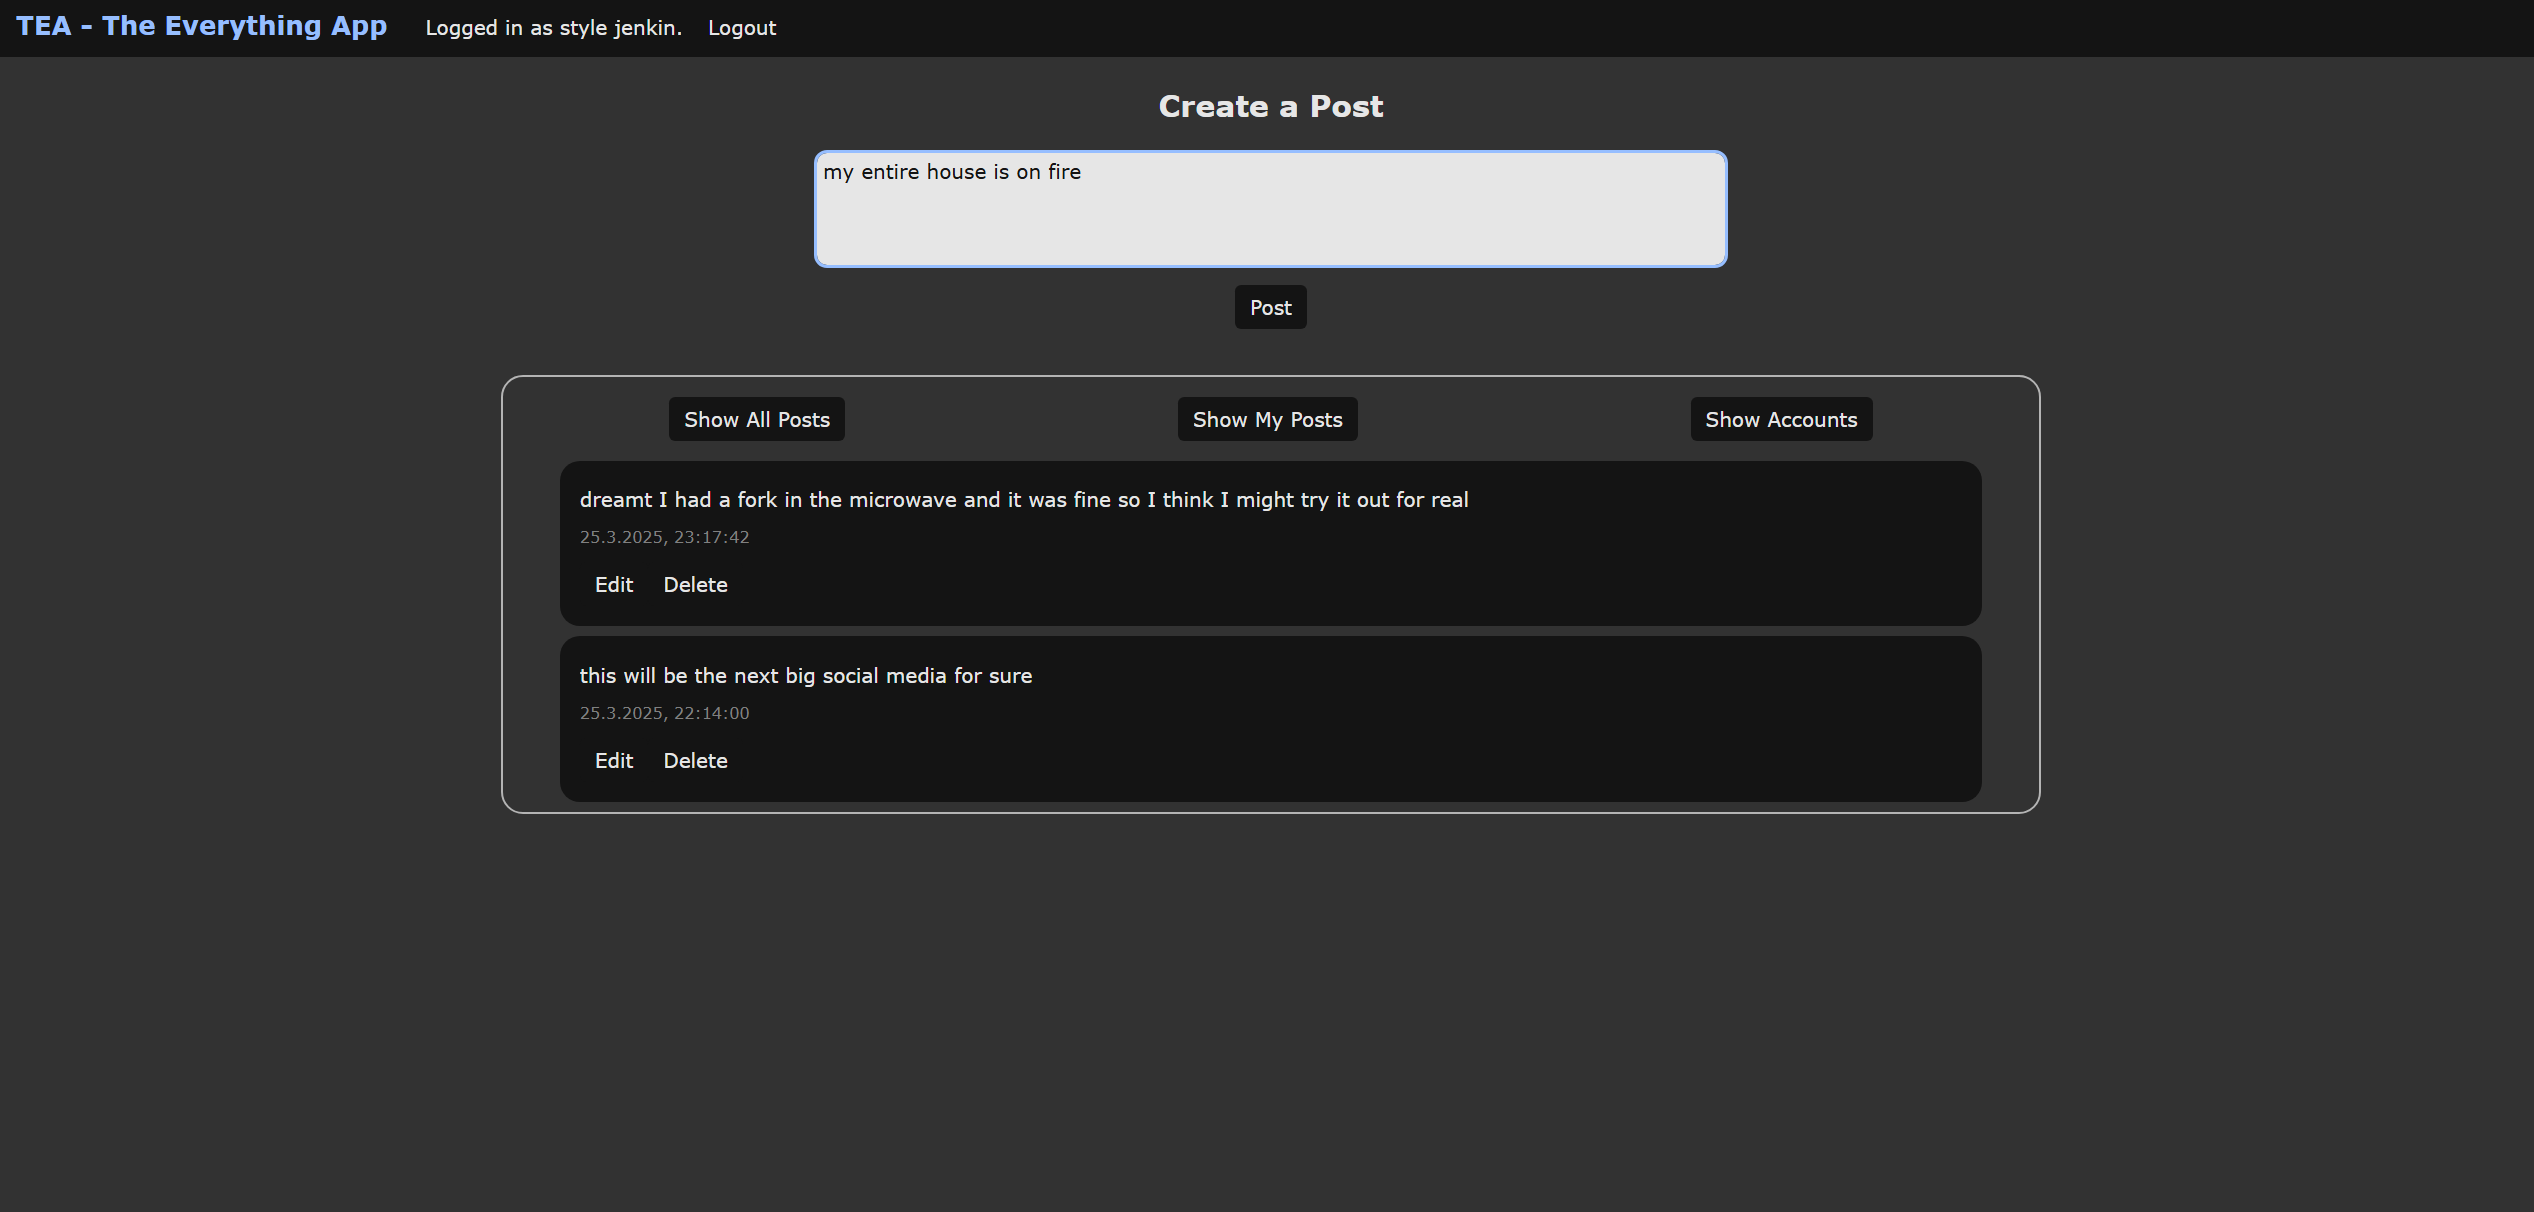 TEA – The Everything App Logged in as style jenkin. Logout
Create a Post
my entire house is on fire
Post
Show All Posts Show My Posts Show Accounts
dreamt I had a fork in the microwave and it was fine so I think I might try it out for real
25.3.2025, 23:17:42
Edit Delete
this will be the next big social media for sure
25.3.2025, 22:14:00
Edit Delete